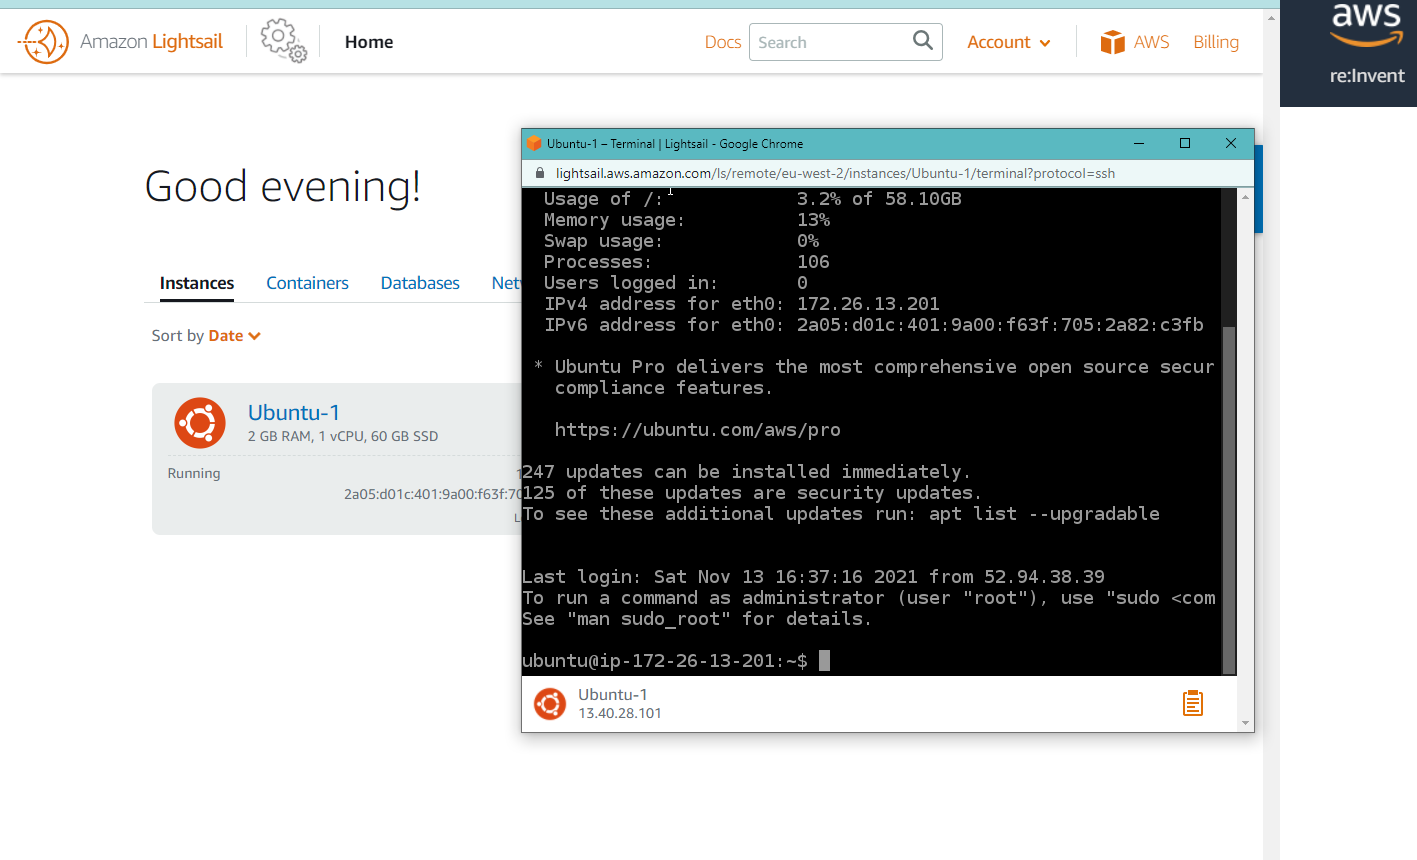 Amazon Lightsail
Home
Docs
Search
Account
AWS
Billing
aws
re:Invent
Good evening!
Instances
Containers
Databases
Sort by Date
Ubuntu-1
2 GB RAM, 1 vCPU, 60 GB SSD
Running
2a05:d01c:401:9a00:f63f:70
Ubuntu-1 – Terminal | Lightsail - Google Chrome
lightsail.aws.amazon.com/ls/remote/eu-west-2/instances/Ubuntu-1/terminal?protocol=ssh
Usage of /: 3.2% of 58.10GB
Memory usage: 13%
Swap usage: 0%
Processes: 106
Users logged in: 0
IPv4 address for eth0: 172.26.13.201
IPv6 address for eth0: 2a05:d01c:401:9a00:f63f:705:2a82:c3fb
* Ubuntu Pro delivers the most comprehensive open source secur
compliance features.
https://ubuntu.com/aws/pro
247 updates can be installed immediately.
125 of these updates are security updates.
To see these additional updates run: apt list --upgradable
Last login: Sat Nov 13 16:37:16 2021 from 52.94.38.39
To run a command as administrator (user "root"), use "sudo <com
See "man sudo_root" for details.
ubuntu@ip-172-26-13-201:~$
Ubuntu-1
13.40.28.101